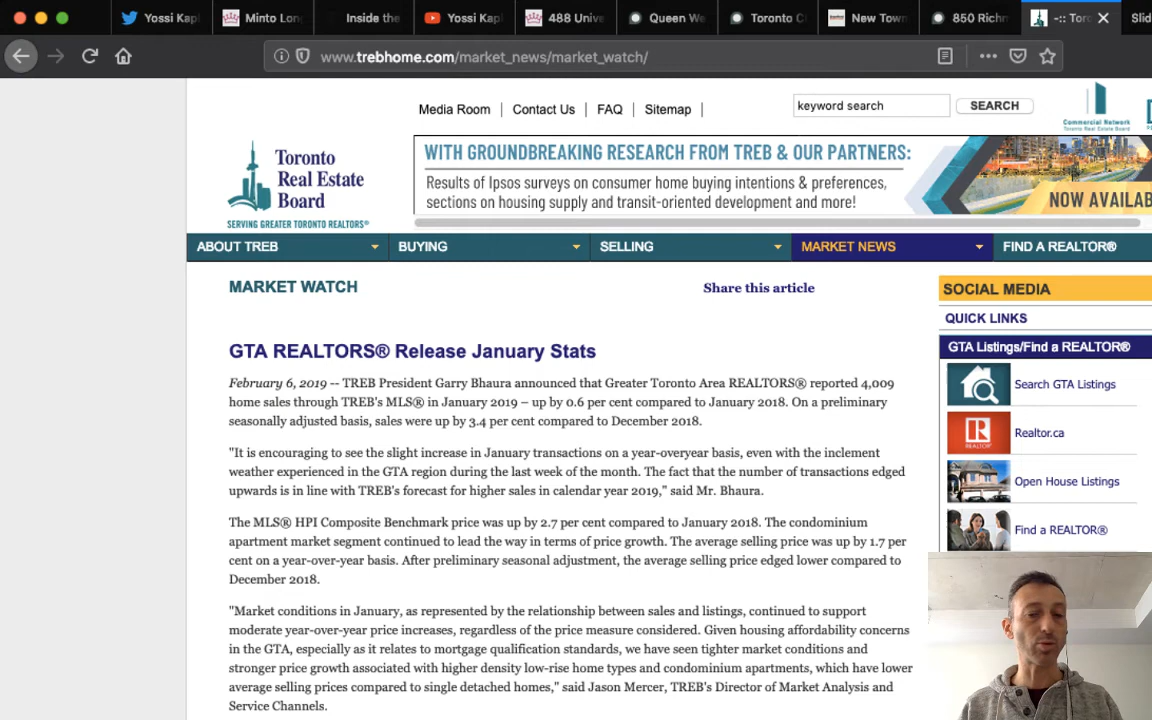 Yossi Kapl
Minto Lon
Inside the
Yossi Kapl
488 Unive
Queen We
Toronto C
New Town
850 Richn
-:: Toro
Slid
www.trebhome.com/market_news/market_watch/
Media Room | Contact Us | FAQ | Sitemap |
keyword search
SEARCH
Commercial Network
Toronto Real Estate Board
Toronto
Real Estate
Board
SERVING GREATER TORONTO REALTORS®
WITH GROUNDBREAKING RESEARCH FROM TREB & OUR PARTNERS:
Results of Ipsos surveys on consumer home buying intentions & preferences,
sections on housing supply and transit-oriented development and more!
NOW AVAILAB
ABOUT TREB
BUYING
SELLING
MARKET NEWS
FIND A REALTOR®
MARKET WATCH
Share this article
GTA REALTORS® Release January Stats
February 6, 2019 -- TREB President Garry Bhaura announced that Greater Toronto Area REALTORS® reported 4,009
home sales through TREB's MLS® in January 2019 – up by 0.6 per cent compared to January 2018. On a preliminary
seasonally adjusted basis, sales were up by 3.4 per cent compared to December 2018.
"It is encouraging to see the slight increase in January transactions on a year-overyear basis, even with the inclement
weather experienced in the GTA region during the last week of the month. The fact that the number of transactions edged
upwards is in line with TREB's forecast for higher sales in calendar year 2019," said Mr. Bhaura.
The MLS® HPI Composite Benchmark price was up by 2.7 per cent compared to January 2018. The condominium
apartment market segment continued to lead the way in terms of price growth. The average selling price was up by 1.7 per
cent on a year-over-year basis. After preliminary seasonal adjustment, the average selling price edged lower compared to
December 2018.
"Market conditions in January, as represented by the relationship between sales and listings, continued to support
moderate year-over-year price increases, regardless of the price measure considered. Given housing affordability concerns
in the GTA, especially as it relates to mortgage qualification standards, we have seen tighter market conditions and
stronger price growth associated with higher density low-rise home types and condominium apartments, which have lower
average selling prices compared to single detached homes," said Jason Mercer, TREB's Director of Market Analysis and
Service Channels.
SOCIAL MEDIA
QUICK LINKS
GTA Listings/Find a REALTOR®
Search GTA Listings
Realtor.ca
Open House Listings
Find a REALTOR®